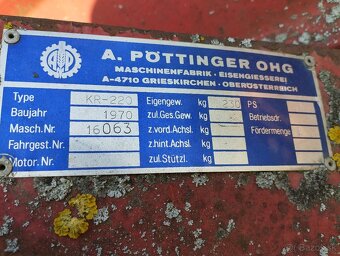 A. PÖTTINGER OHG
MASCHINENFABRIK - EISENGIESSEREI
A-4710 GRIESKIRCHEN - OBERÖSTERREICH
Type KR-220 Eigengew. kg PS
Baujahr 1970 zul.Ges.Gew. kg Betriebsdr.
Masch.Nr. 16063 z.vord.Achsl. kg Fördermenge
Fahrgest.Nr. z.hint.Achsl. kg
Motor.Nr. zul.Stützl. kg